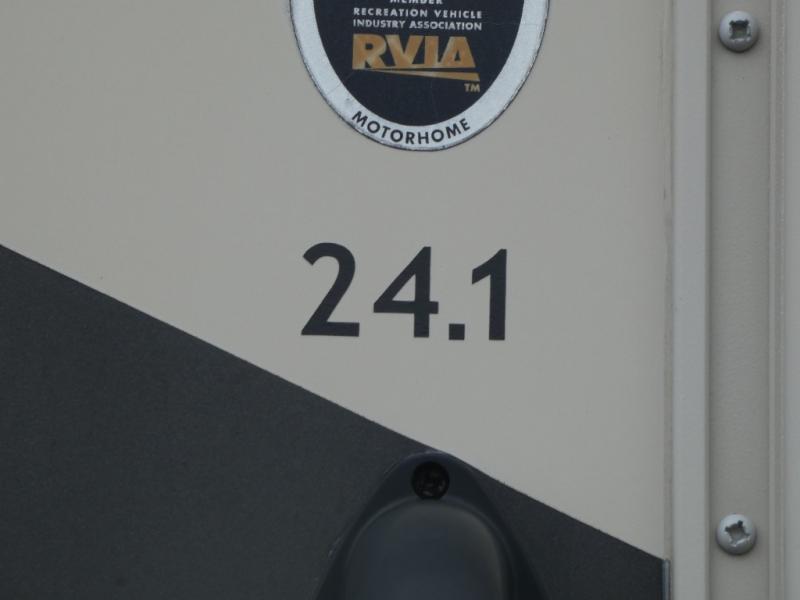 MEMBER
RECREATION VEHICLE
INDUSTRY ASSOCIATION
RVIA
TM
MOTORHOME
24.1